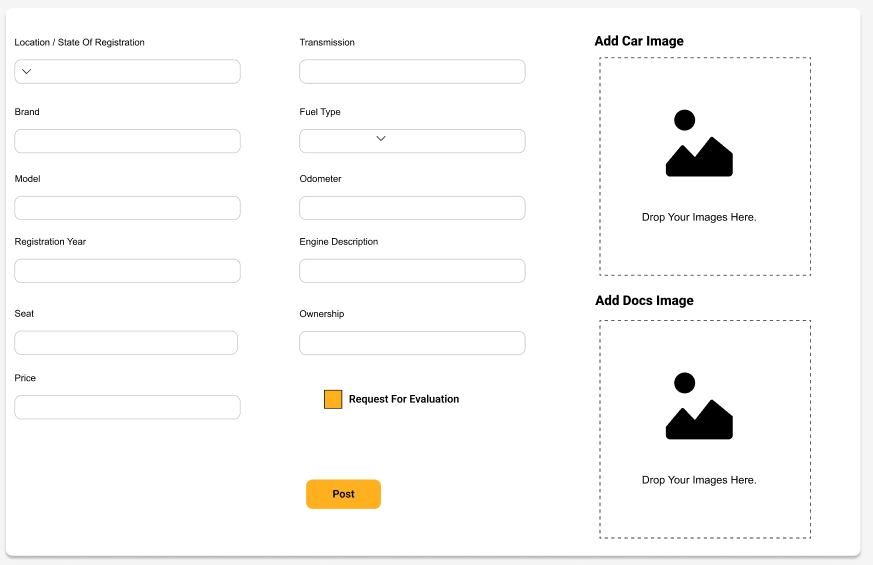 Location / State Of Registration
Transmission
Add Car Image
Brand
Fuel Type
Model
Odometer
Drop Your Images Here.
Registration Year
Engine Description
Add Docs Image
Seat
Ownership
Price
Request For Evaluation
Drop Your Images Here.
Post